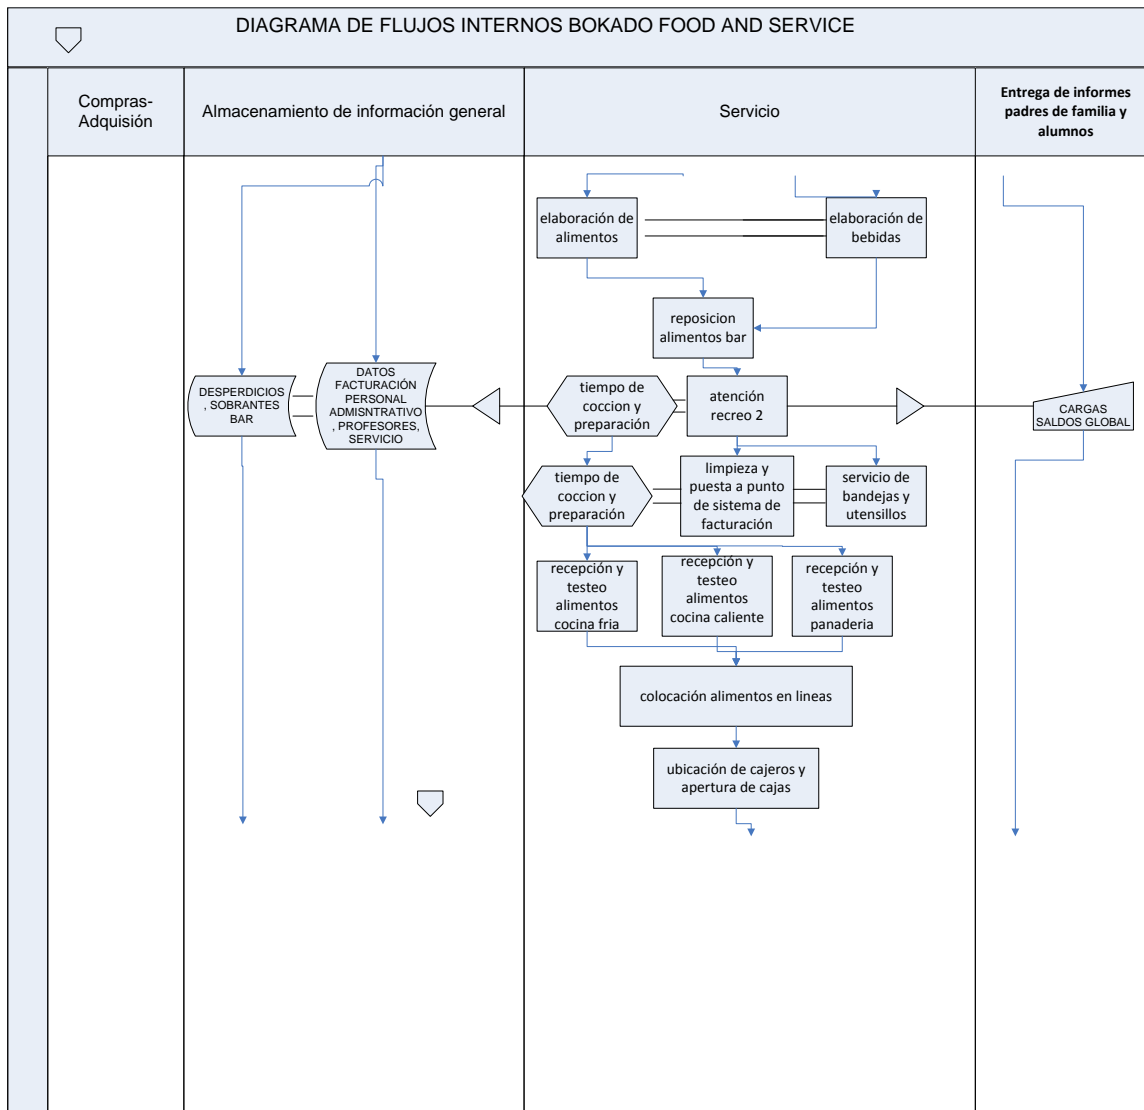 DIAGRAMA DE FLUJOS INTERNOS BOKADO FOOD AND SERVICE
Compras-
Adquisión
Almacenamiento de información general
Servicio
Entrega de informes
padres de familia y
alumnos
elaboración de
alimentos
elaboración de
bebidas
reposicion
alimentos bar
DESPERDICIOS
, SOBRANTES
BAR
DATOS
FACTURACIÓN
PERSONAL
ADMISNTRATIVO
, PROFESORES,
SERVICIO
tiempo de
coccion y
preparación
atención
recreo 2
CARGAS
SALDOS GLOBAL
tiempo de
coccion y
preparación
limpieza y
puesta a punto
de sistema de
facturación
servicio de
bandejas y
utensillos
recepción y
testeo
alimentos
cocina fria
recepción y
testeo
alimentos
cocina caliente
recepción y
testeo
alimentos
panaderia
colocación alimentos en lineas
ubicación de cajeros y
apertura de cajas